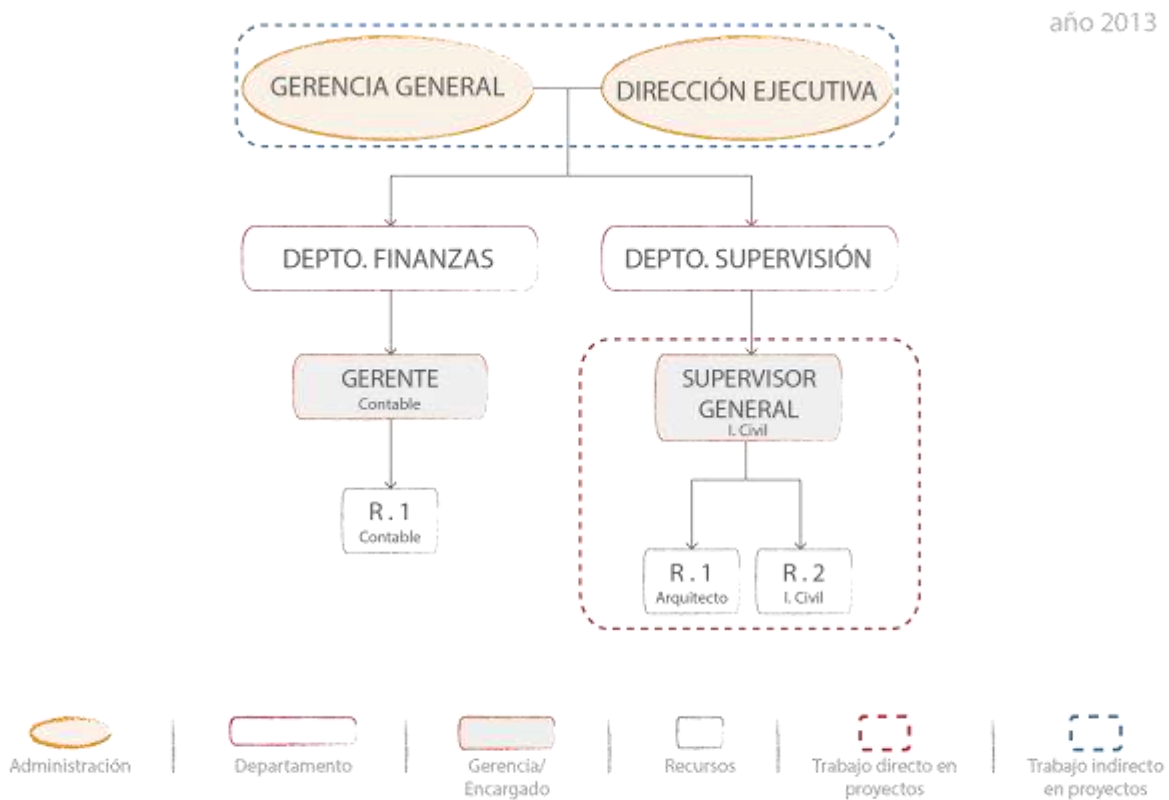 año 2013
GERENCIA GENERAL
DIRECCIÓN EJECUTIVA
DEPTO. FINANZAS
DEPTO. SUPERVISIÓN
GERENTE
Contable
SUPERVISOR
GENERAL
I. Civil
R . 1
Contable
R . 1
Arquitecto
R . 2
I. Civil
Administración
Departamento
Gerencia/
Encargado
Recursos
Trabajo directo en
proyectos
Trabajo indirecto
en proyectos